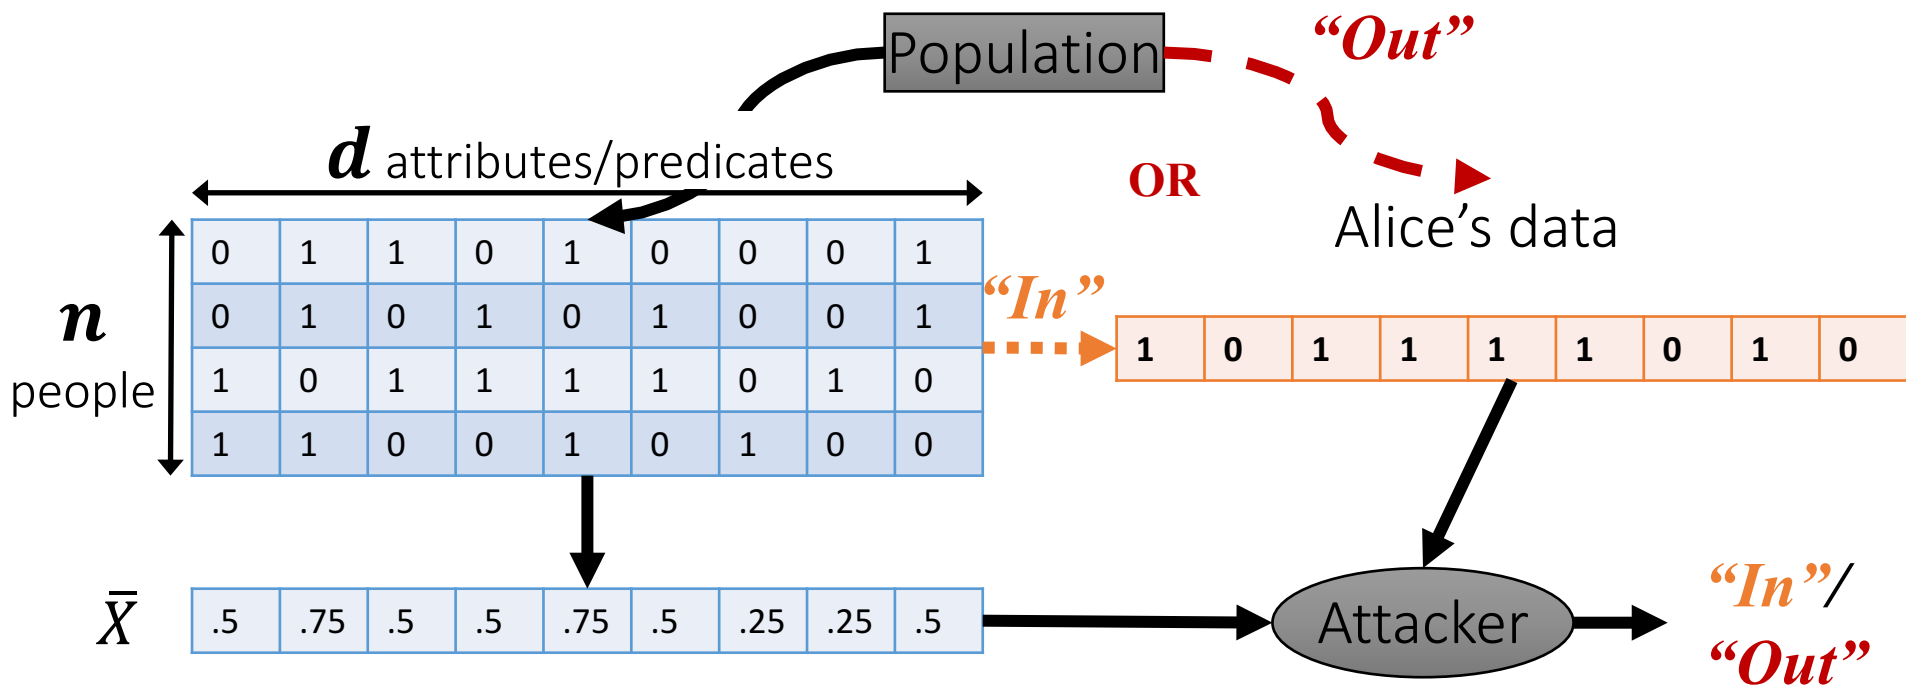 Population
“Out”
d attributes/predicates
OR
Alice’s data
n
people
0 1 1 0 1 0 0 0 1
0 1 0 1 0 1 0 0 1
1 0 1 1 1 1 0 1 0
1 1 0 0 1 0 1 0 0
“In”
1 0 1 1 1 1 0 1 0
X̄
.5 .75 .5 .5 .75 .5 .25 .25 .5
Attacker
“In”/
“Out”